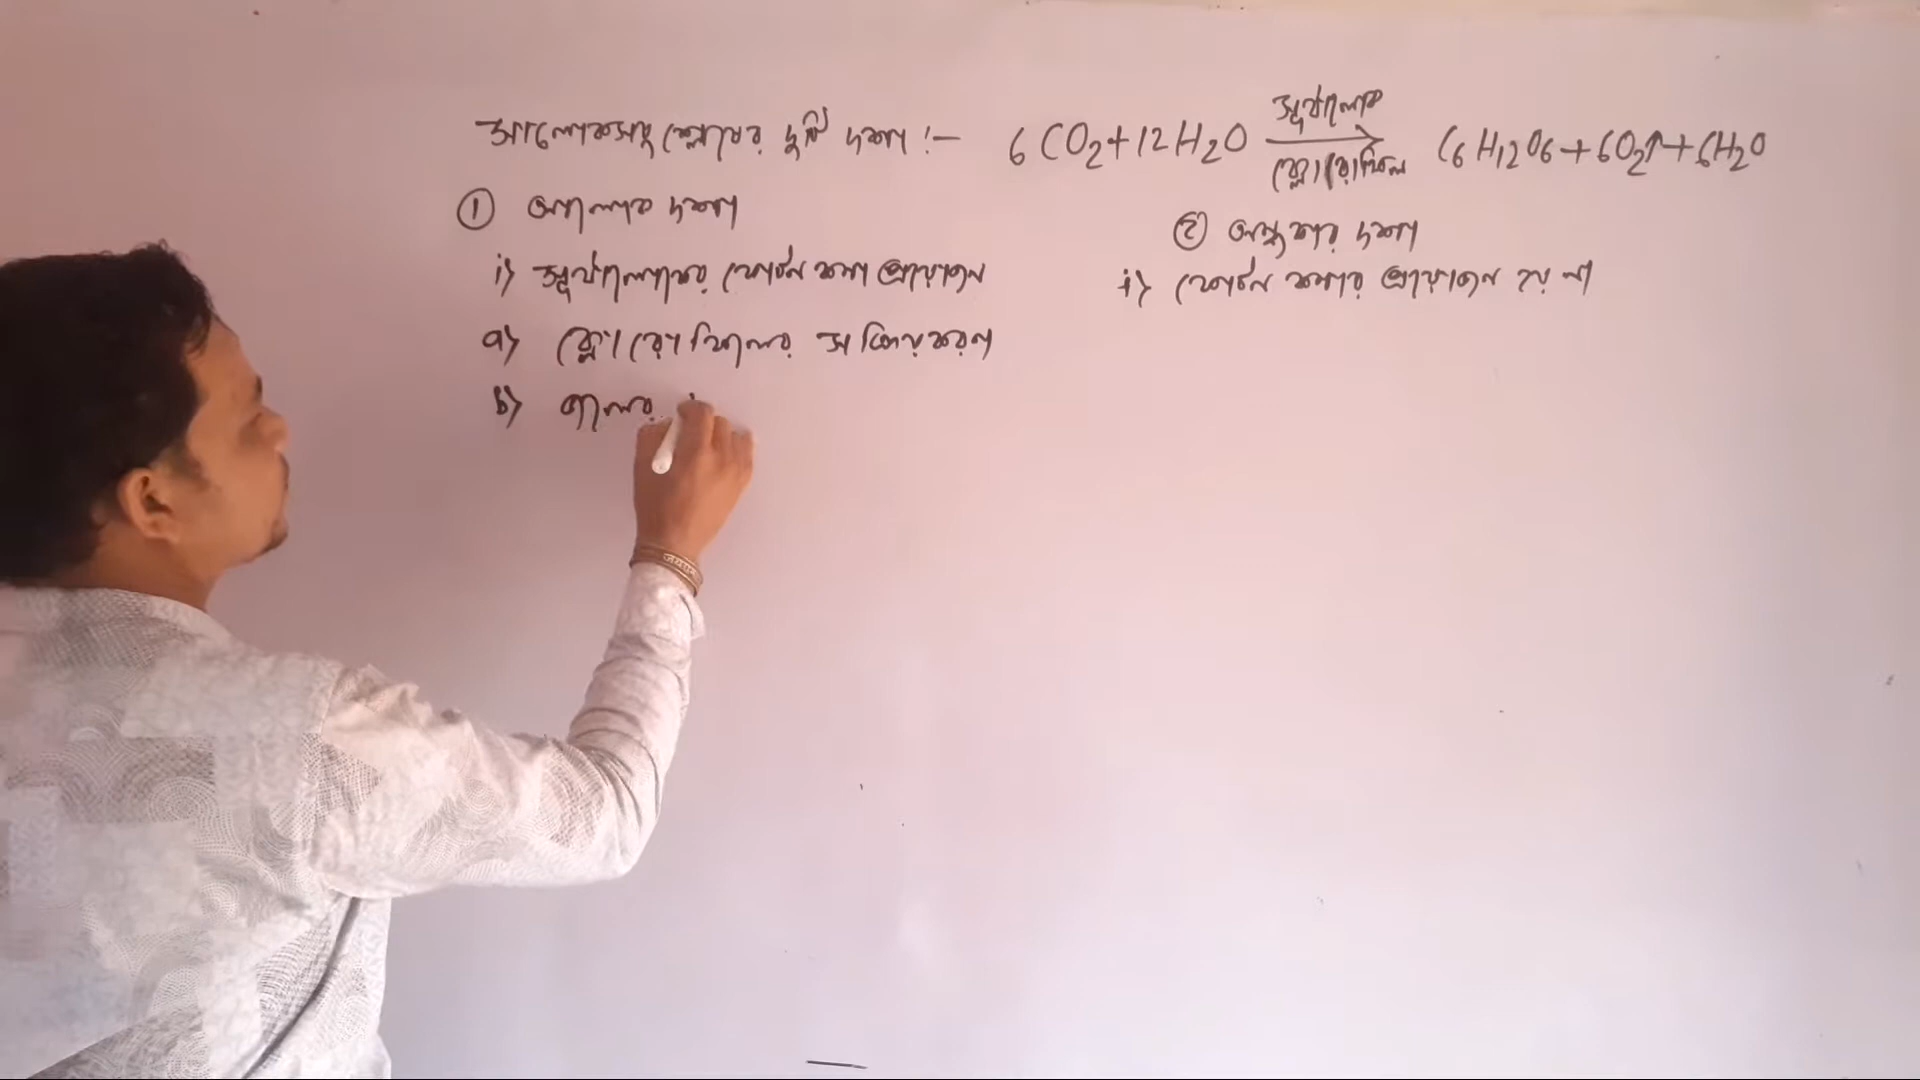 আলোকসংশ্লেষের দুটি দশা :-
6CO2+12H2O সূর্যালোক ক্লোরোফিল C6H12O6+6O2↑+6H2O
① আলোক দশা
i> সূর্যালোকের ফোটন কণা প্রয়োজন
a> ক্লোরোফিলের সক্রিয়করণ
b> জলের
② অন্ধকার দশা
i> ফোটন কণার প্রয়োজন হয় না